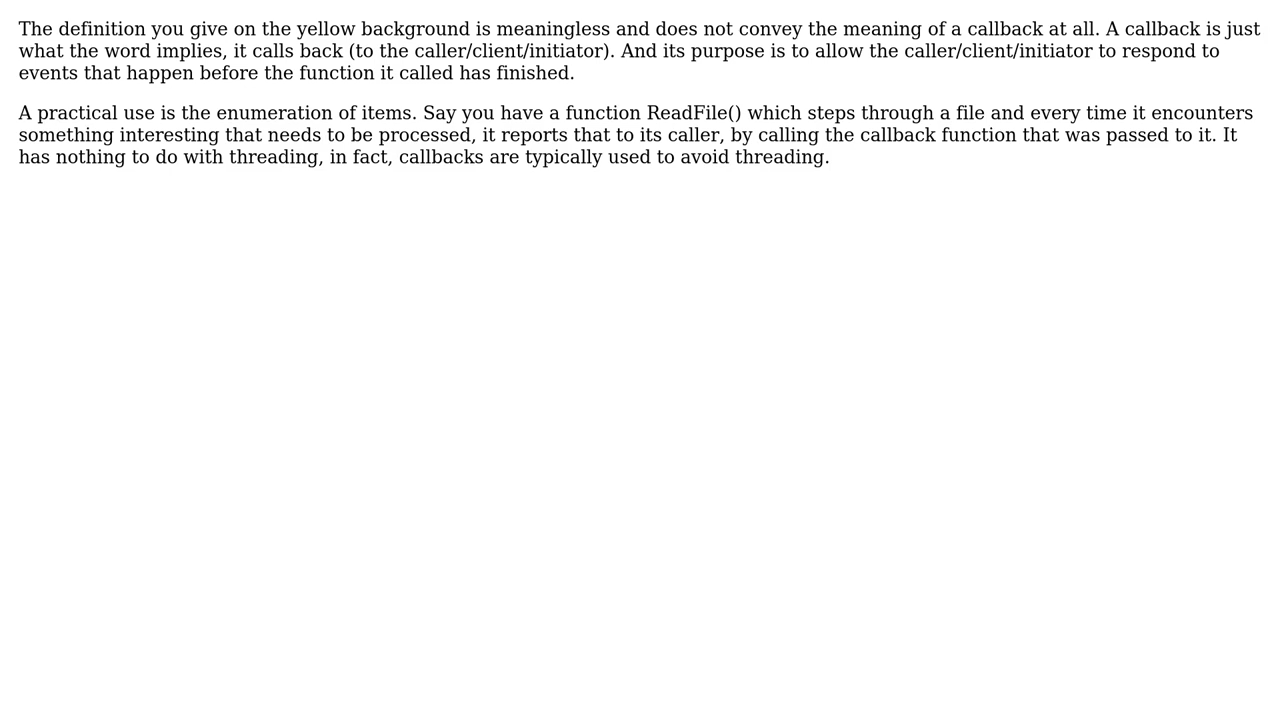 The definition you give on the yellow background is meaningless and does not convey the meaning of a callback at all. A callback is just
what the word implies, it calls back (to the caller/client/initiator). And its purpose is to allow the caller/client/initiator to respond to
events that happen before the function it called has finished.
A practical use is the enumeration of items. Say you have a function ReadFile() which steps through a file and every time it encounters
something interesting that needs to be processed, it reports that to its caller, by calling the callback function that was passed to it. It
has nothing to do with threading, in fact, callbacks are typically used to avoid threading.